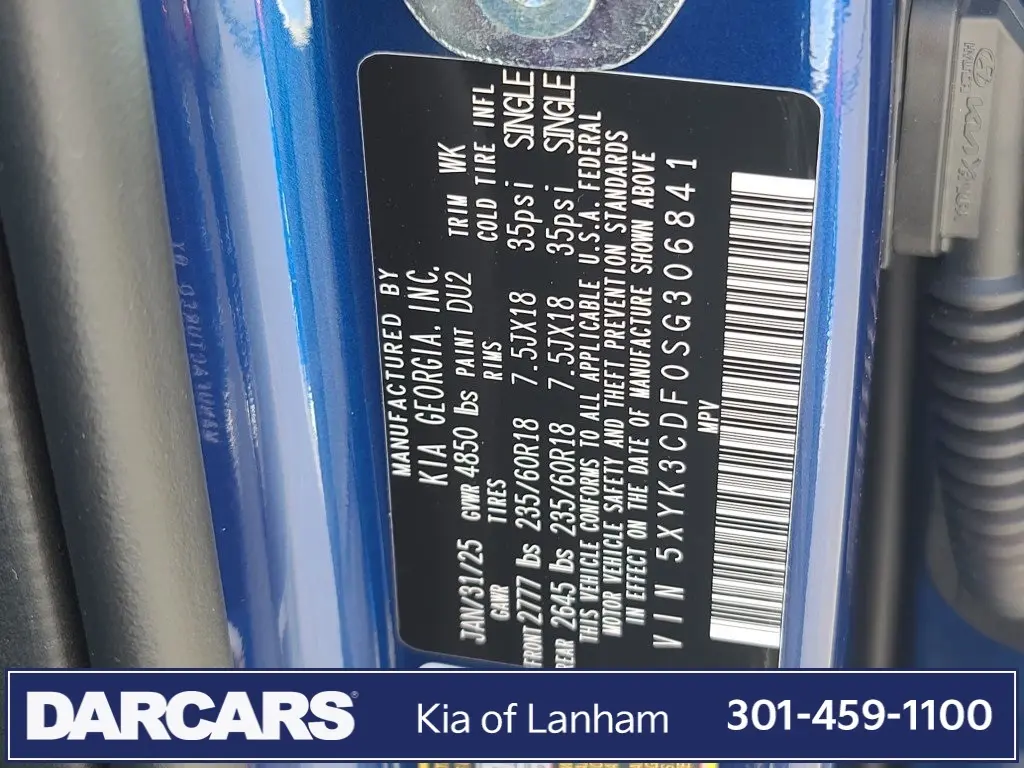 MANUFACTURED BY
KIA GEORGIA, INC.
JAN/31/25 GVWR 4850 lbs PAINT DU2 TRIM WK
GAWR TIRES RIMS COLD TIRE INFL
FRONT 2777 lbs 235/60R18 7.5JX18 35psi SINGLE
REAR 2645 lbs 235/60R18 7.5JX18 35psi SINGLE
THIS VEHICLE CONFORMS TO ALL APPLICABLE U.S.A. FEDERAL
MOTOR VEHICLE SAFETY AND THEFT PREVENTION STANDARDS
IN EFFECT ON THE DATE OF MANUFACTURE SHOWN ABOVE
VIN 5XYK3CDF0SG306841
MPV
DARCARS®
Kia of Lanham
301-459-1100